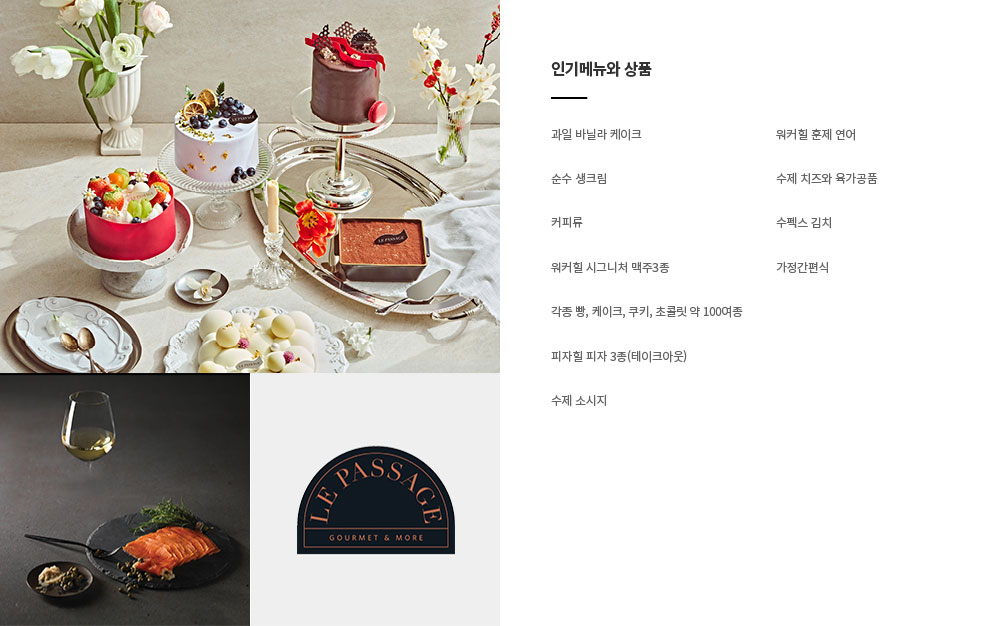 인기메뉴와 상품
과일 바닐라 케이크
순수 생크림
커피류
워커힐 시그니처 맥주3종
각종 빵, 케이크, 쿠키, 초콜릿 약 100여종
피자힐 피자 3종(테이크아웃)
수제 소시지
워커힐 훈제 연어
수제 치즈와 육가공품
수펙스 김치
가정간편식
LE PASSAGE
LE PASSAGE
LE PASSAGE
GOURMET & MORE